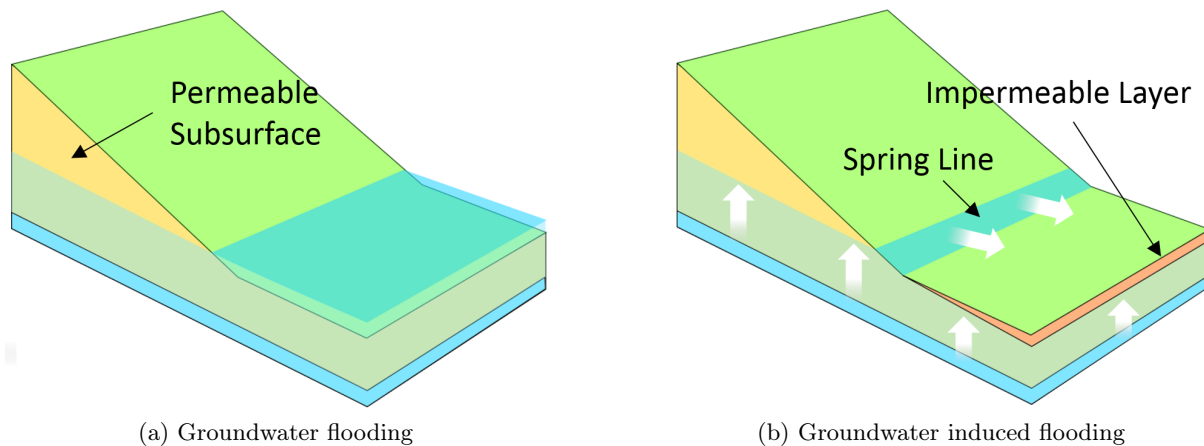 Permeable
Subsurface
(a) Groundwater flooding
Impermeable Layer
Spring Line
(b) Groundwater induced flooding